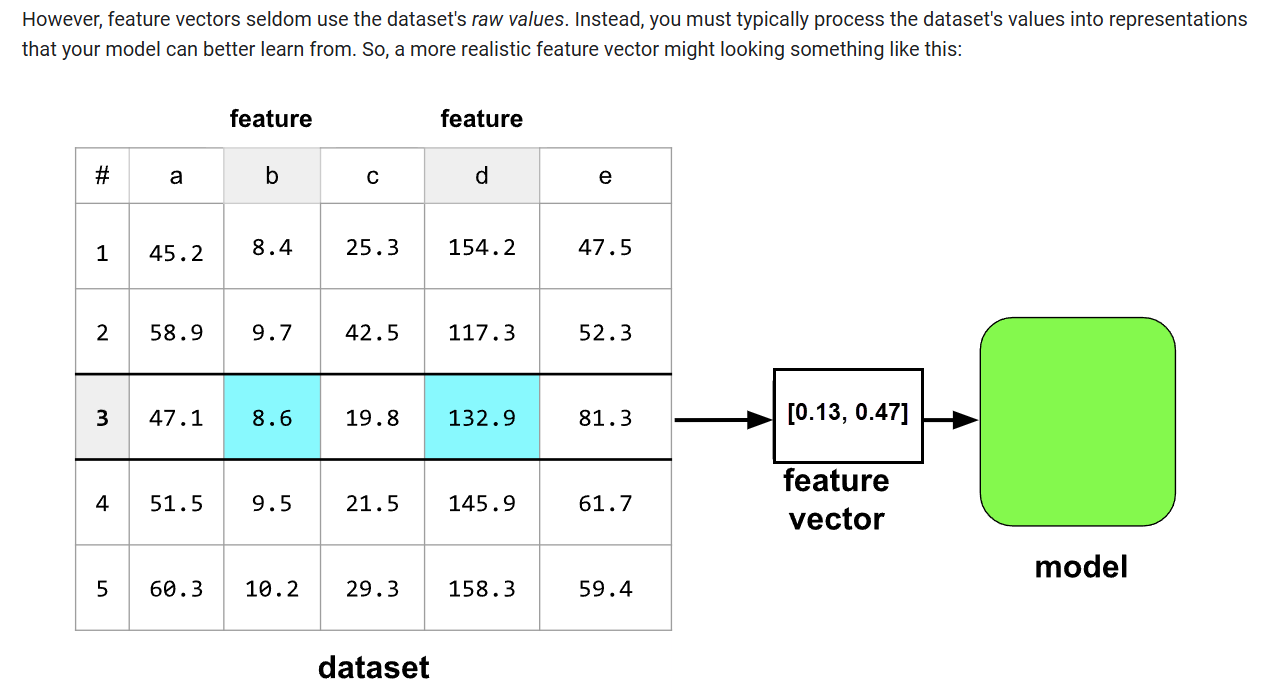 However, feature vectors seldom use the dataset's raw values. Instead, you must typically process the dataset's values into representations
that your model can better learn from. So, a more realistic feature vector might looking something like this:
feature feature
# a b c d e
1 45.2 8.4 25.3 154.2 47.5
2 58.9 9.7 42.5 117.3 52.3
3 47.1 8.6 19.8 132.9 81.3
4 51.5 9.5 21.5 145.9 61.7
5 60.3 10.2 29.3 158.3 59.4
dataset
[0.13, 0.47]
feature
vector
model